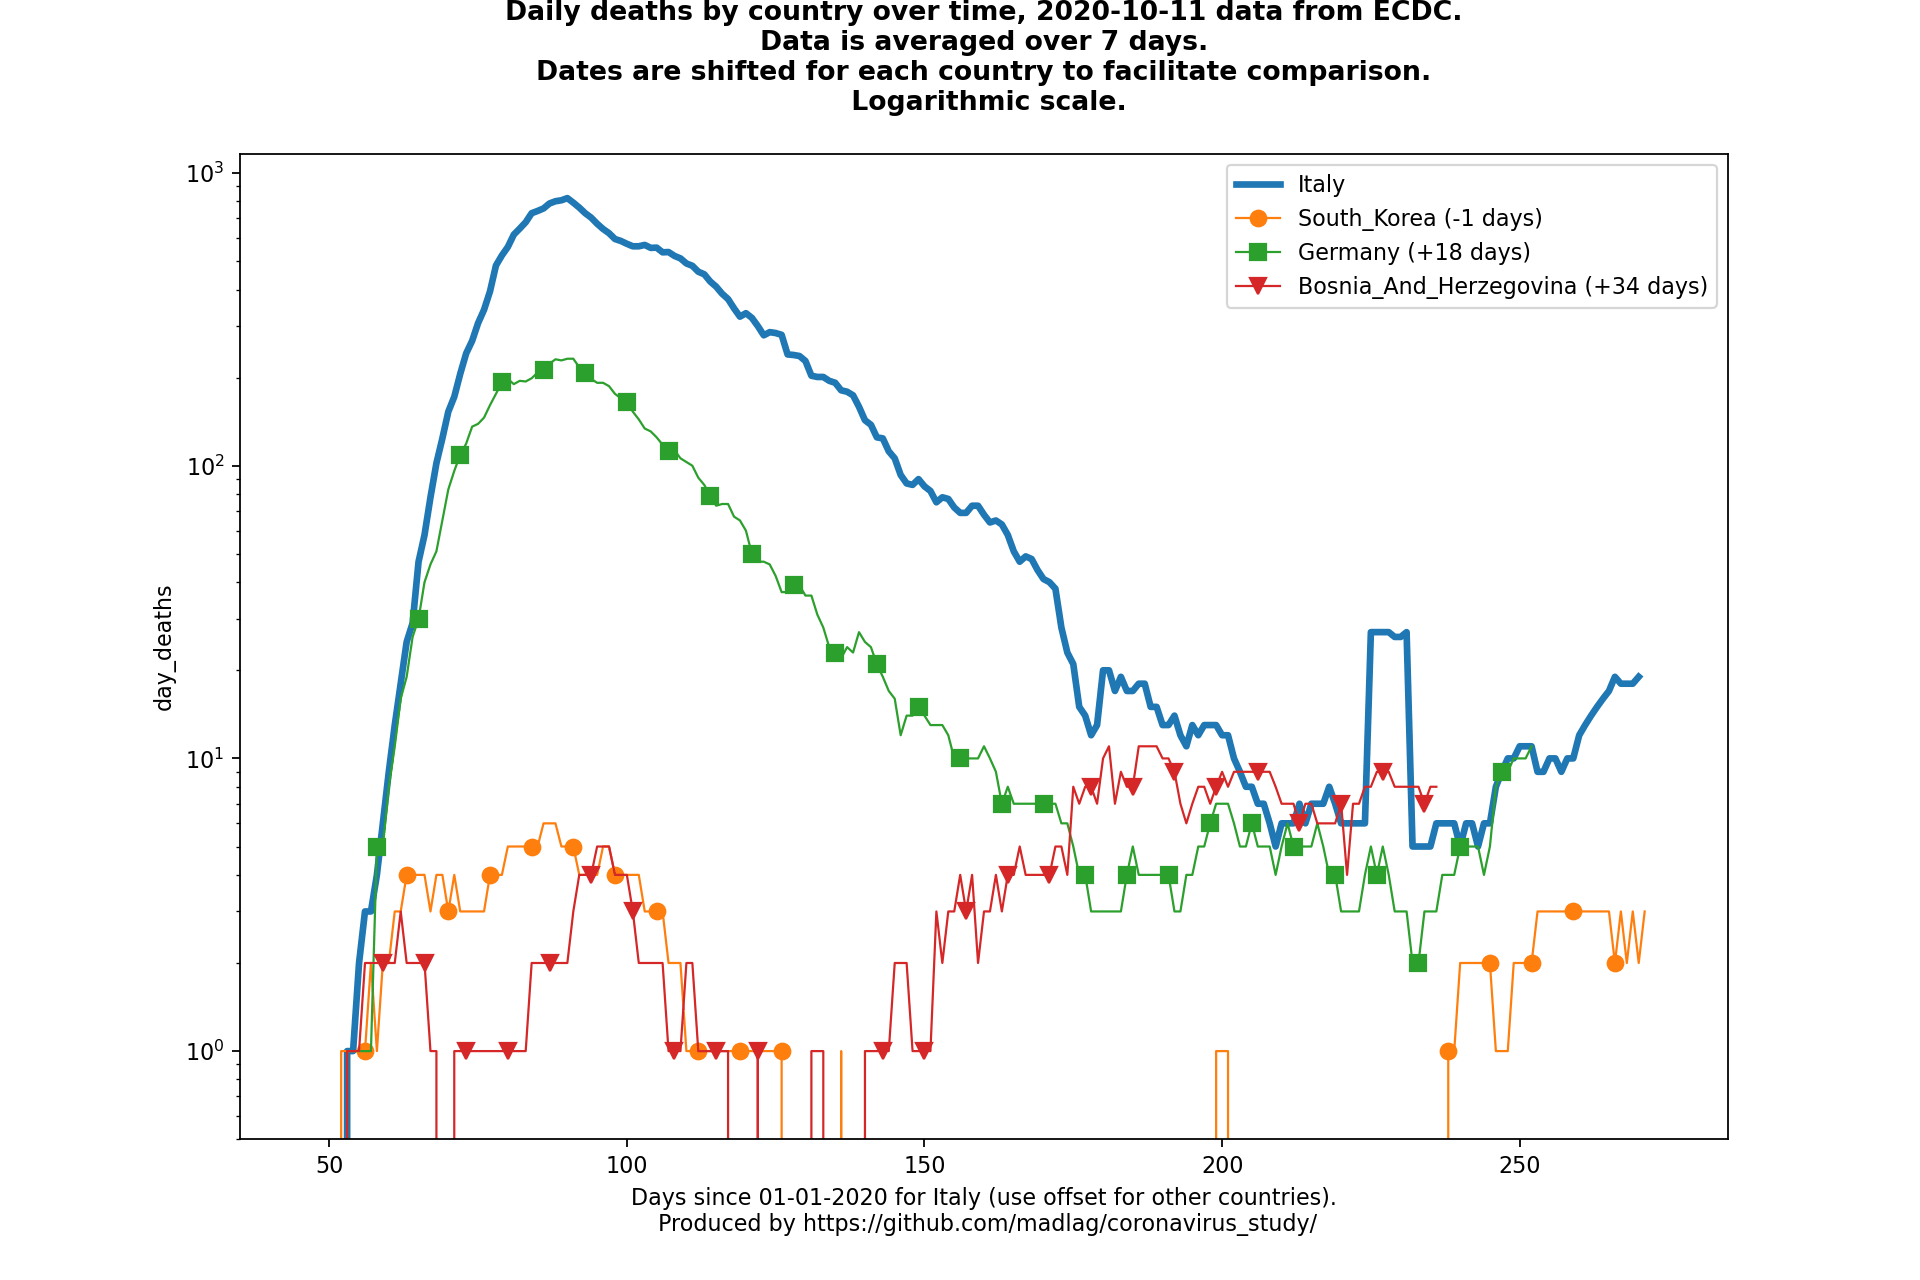 Daily deaths by country over time, 2020-10-11 data from ECDC.
Data is averaged over 7 days.
Dates are shifted for each country to facilitate comparison.
Logarithmic scale.
10³
Italy
South_Korea (-1 days)
Germany (+18 days)
Bosnia_And_Herzegovina (+34 days)
10²
day_deaths
10¹
10⁰
50 100 150 200 250
Days since 01-01-2020 for Italy (use offset for other countries).
Produced by https://github.com/madlag/coronavirus_study/